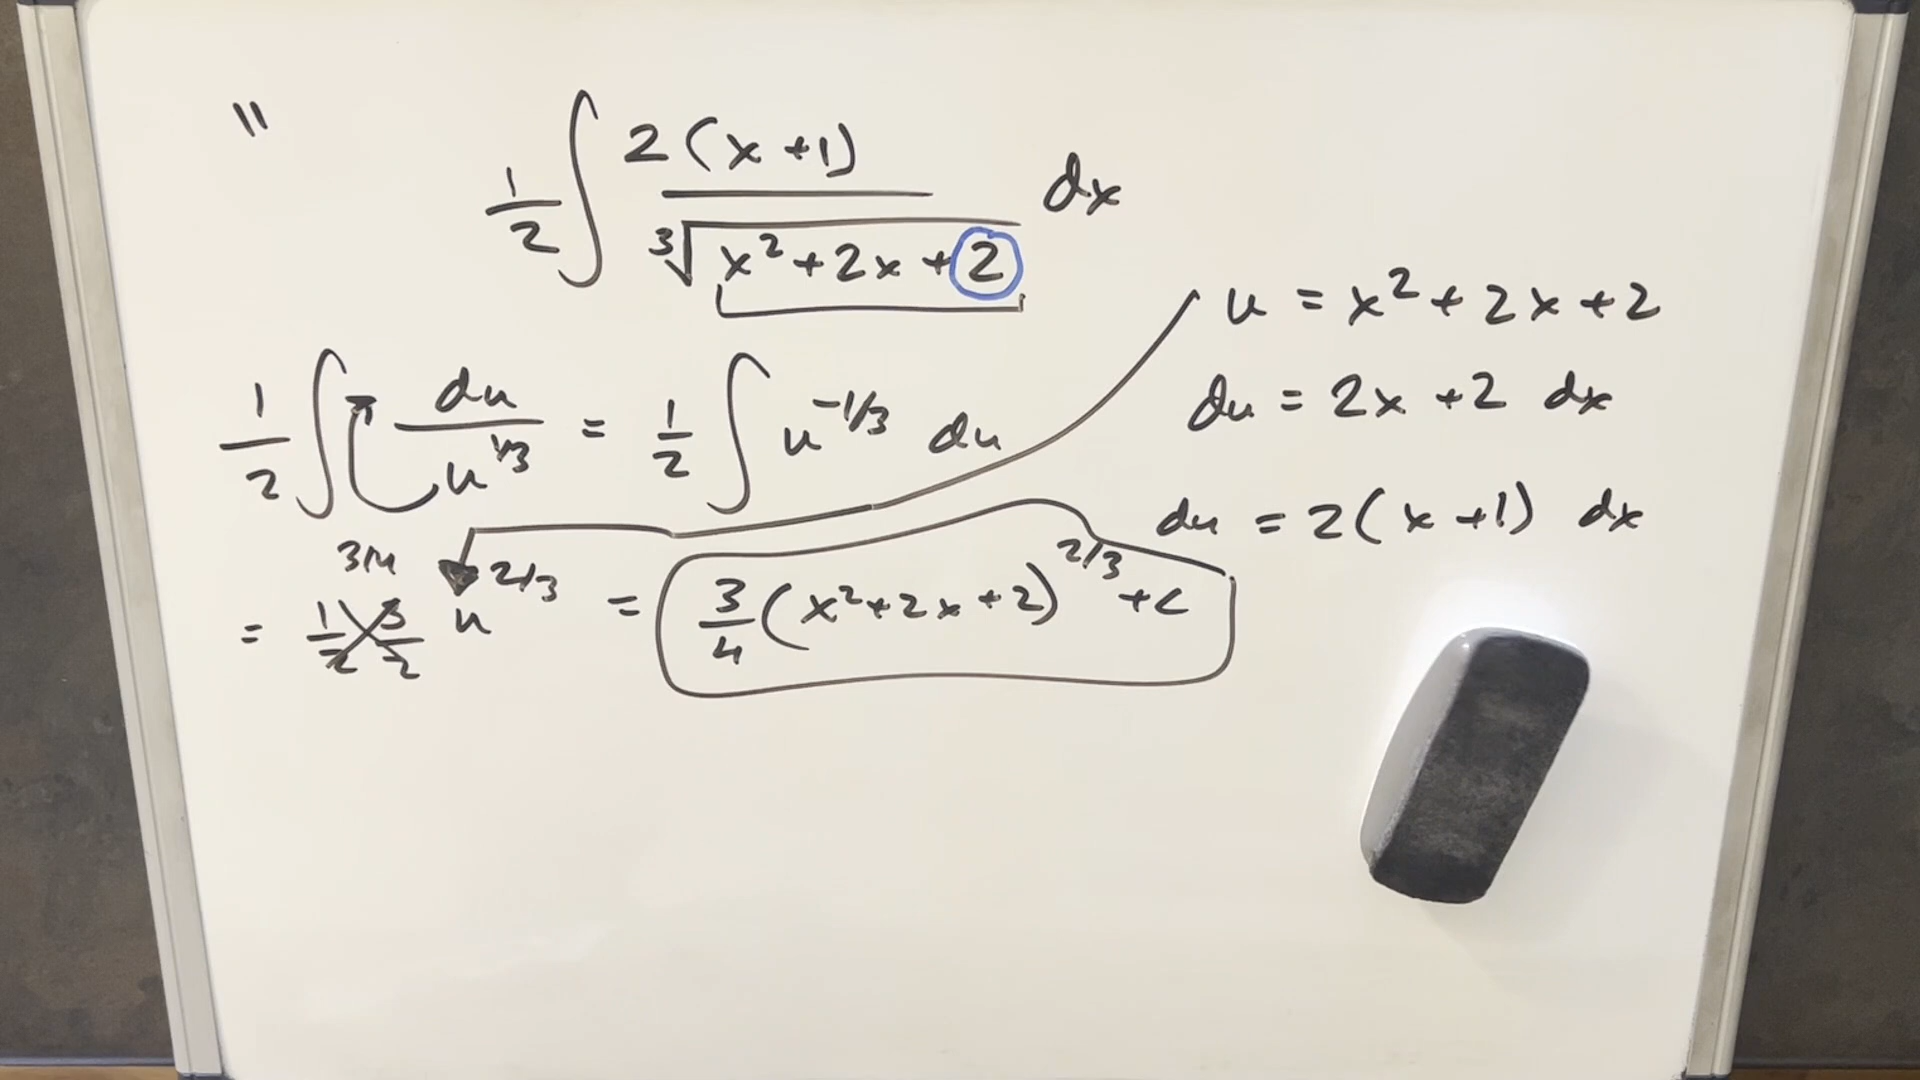 11
1/2 ∫ 2(x+1) / ∛(x²+2x+2) dx
u = x²+2x+2
du = 2x+2 dx
du = 2(x+1) dx
1/2 ∫ du/u^1/3 = 1/2 ∫ u^-1/3 du
3/4
= 1/2 3/2 u^2/3 = 3/4 (x²+2x+2)^2/3 + c